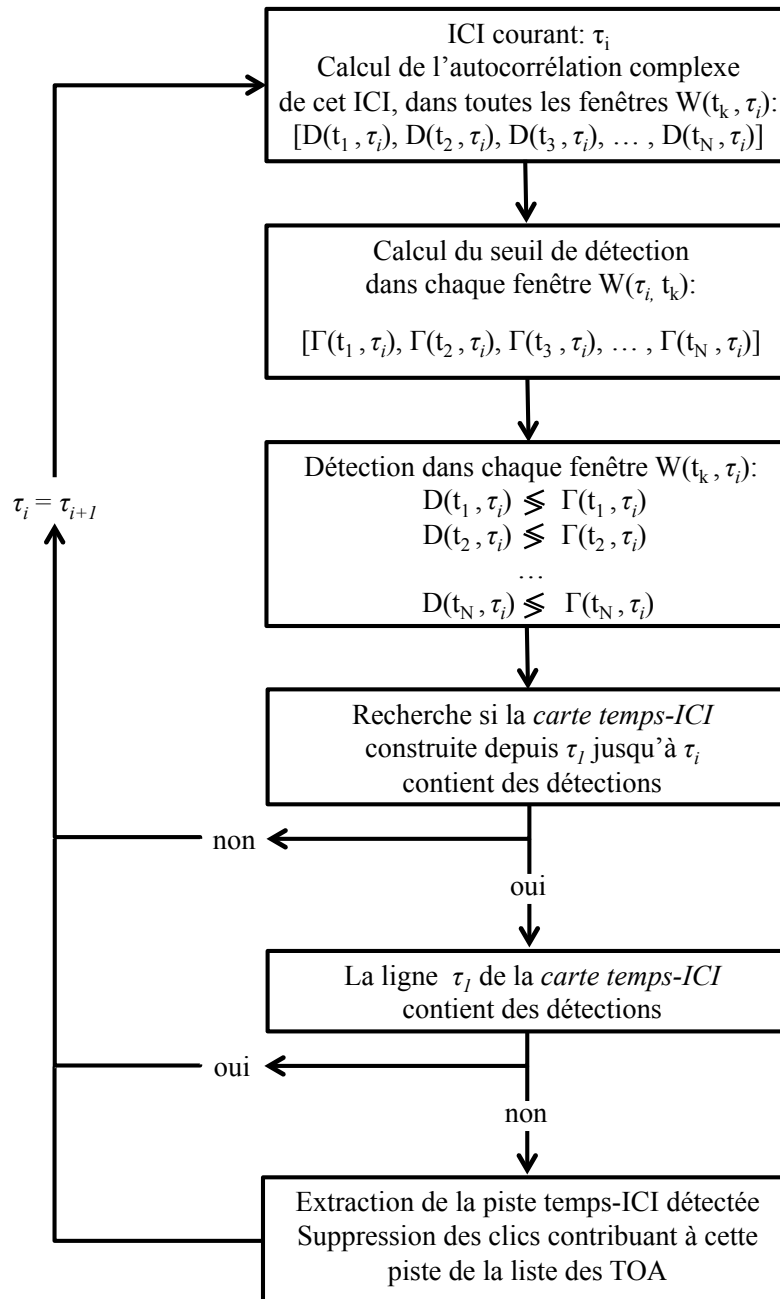 ICI courant: τi
Calcul de l'autocorrélation complexe
de cet ICI, dans toutes les fenêtres W(tk , τi):
[D(t1 , τi), D(t2 , τi), D(t3 , τi), … , D(tN , τi)]
Calcul du seuil de détection
dans chaque fenêtre W(τi, tk):
[Γ(t1 , τi), Γ(t2 , τi), Γ(t3 , τi), … , Γ(tN , τi)]
Détection dans chaque fenêtre W(tk , τi):
D(t1 , τi) ≶ Γ(t1 , τi)
D(t2 , τi) ≶ Γ(t2 , τi)
…
D(tN , τi) ≶ Γ(tN , τi)
τi = τi+1
Recherche si la carte temps-ICI
construite depuis τ1 jusqu'à τi
contient des détections
non
oui
La ligne τ1 de la carte temps-ICI
contient des détections
oui
non
Extraction de la piste temps-ICI détectée
Suppression des clics contribuant à cette
piste de la liste des TOA